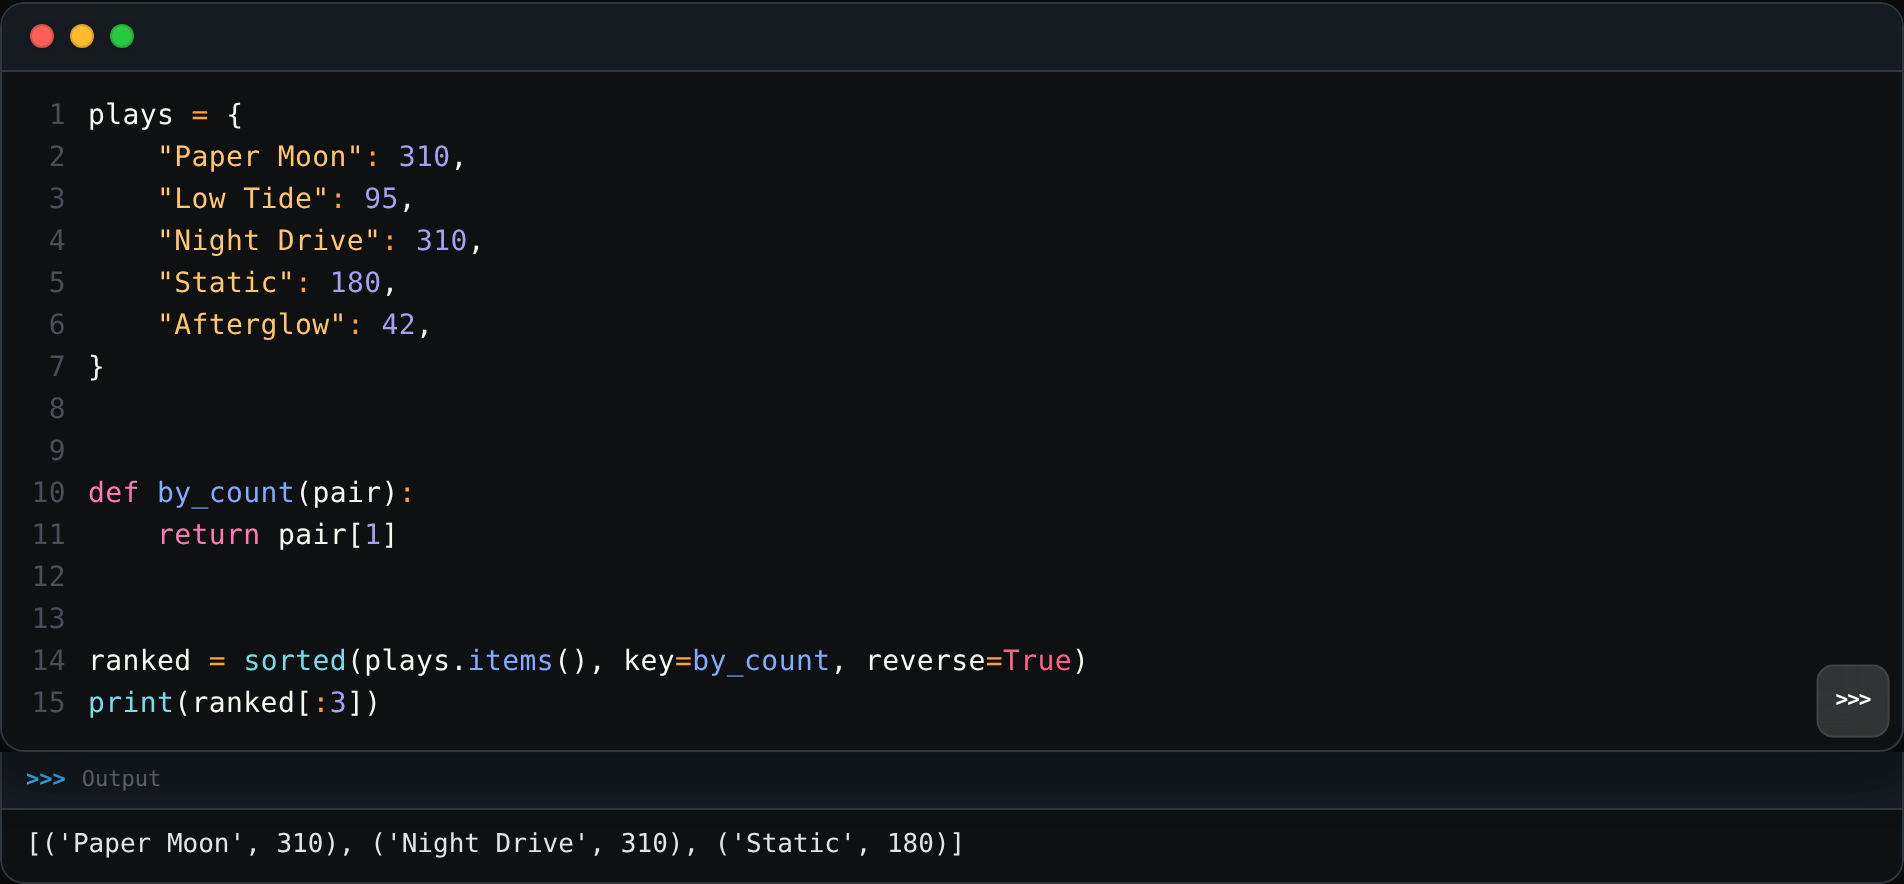 1 plays = {
2     "Paper Moon": 310,
3     "Low Tide": 95,
4     "Night Drive": 310,
5     "Static": 180,
6     "Afterglow": 42,
7 }
8
9
10 def by_count(pair):
11     return pair[1]
12
13
14 ranked = sorted(plays.items(), key=by_count, reverse=True)
15 print(ranked[:3])
>>>
>>> Output
[('Paper Moon', 310), ('Night Drive', 310), ('Static', 180)]